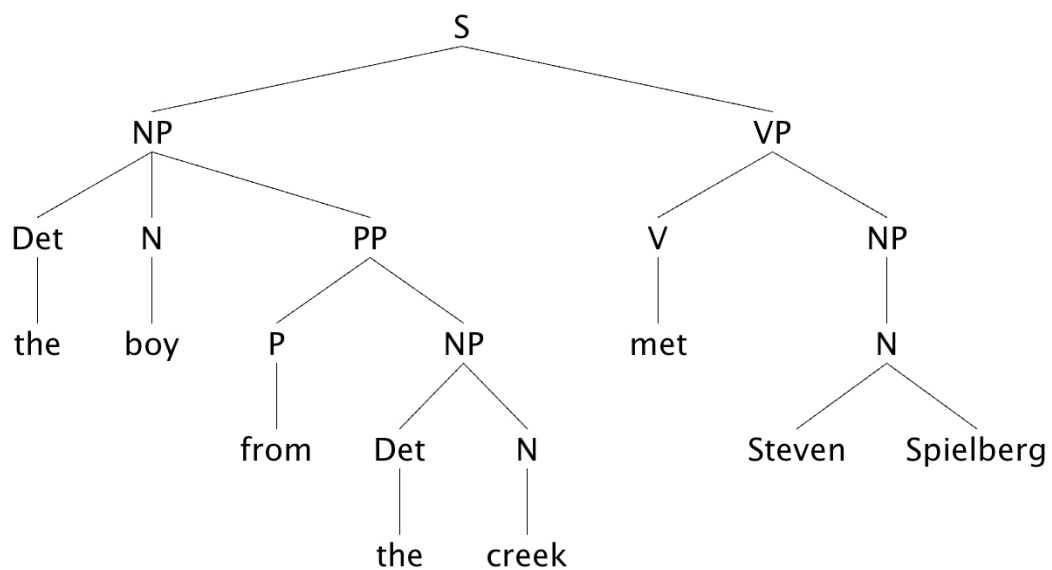 S
NP VP
Det N PP V NP
the boy P NP met N
from Det N Steven Spielberg
the creek